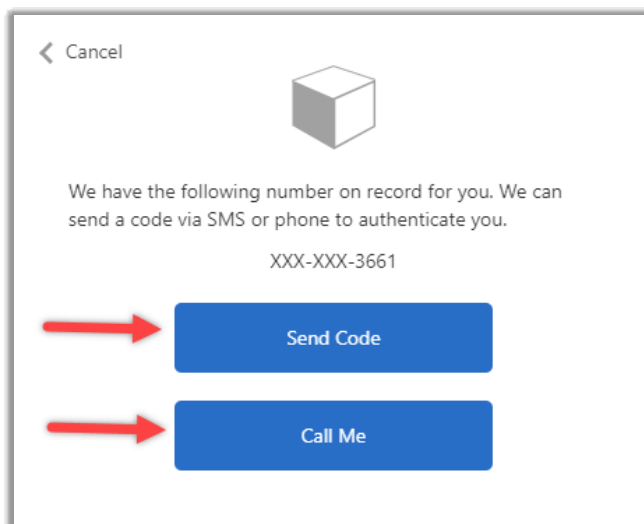 Cancel
We have the following number on record for you. We can
send a code via SMS or phone to authenticate you.
XXX-XXX-3661
Send Code
Call Me